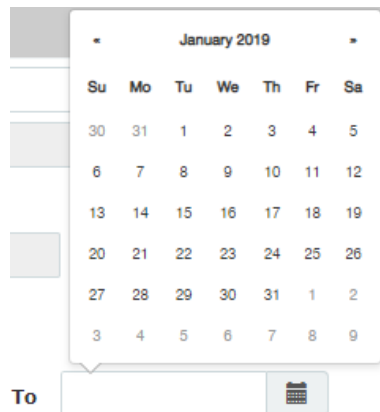 « January 2019 »
Su Mo Tu We Th Fr Sa
30 31 1 2 3 4 5
6 7 8 9 10 11 12
13 14 15 16 17 18 19
20 21 22 23 24 25 26
27 28 29 30 31 1 2
3 4 5 6 7 8 9
To